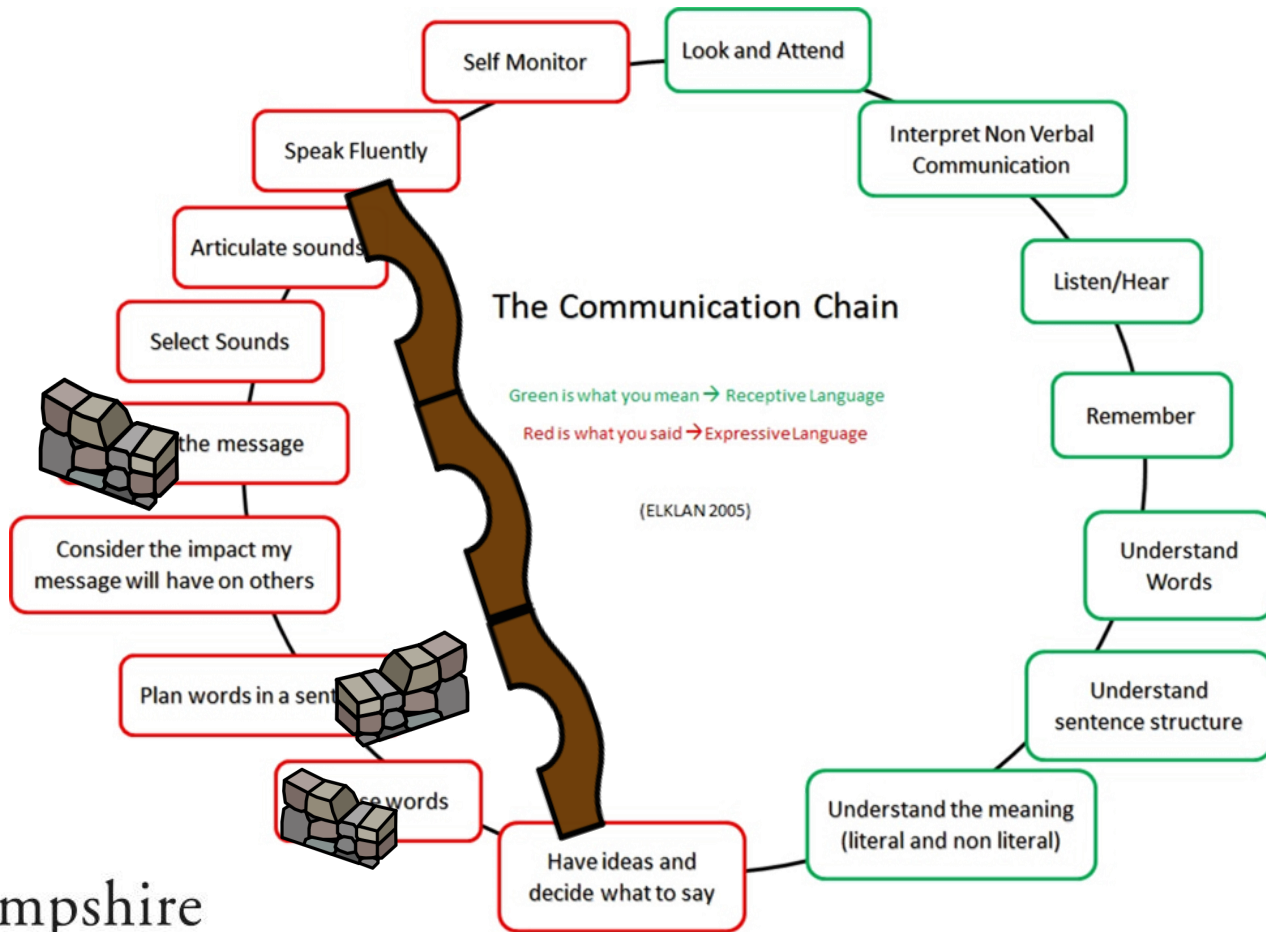 Self Monitor
Look and Attend
Speak Fluently
Interpret Non Verbal
Communication
Articulate sounds
Listen/Hear
The Communication Chain
Select Sounds
Green is what you mean → Receptive Language
Red is what you said → Expressive Language
the message
Remember
(ELKLAN 2005)
Consider the impact my
message will have on others
Understand
Words
Plan words in a
Understand
sentence structure
words
Understand the meaning
(literal and non literal)
Have ideas and
decide what to say